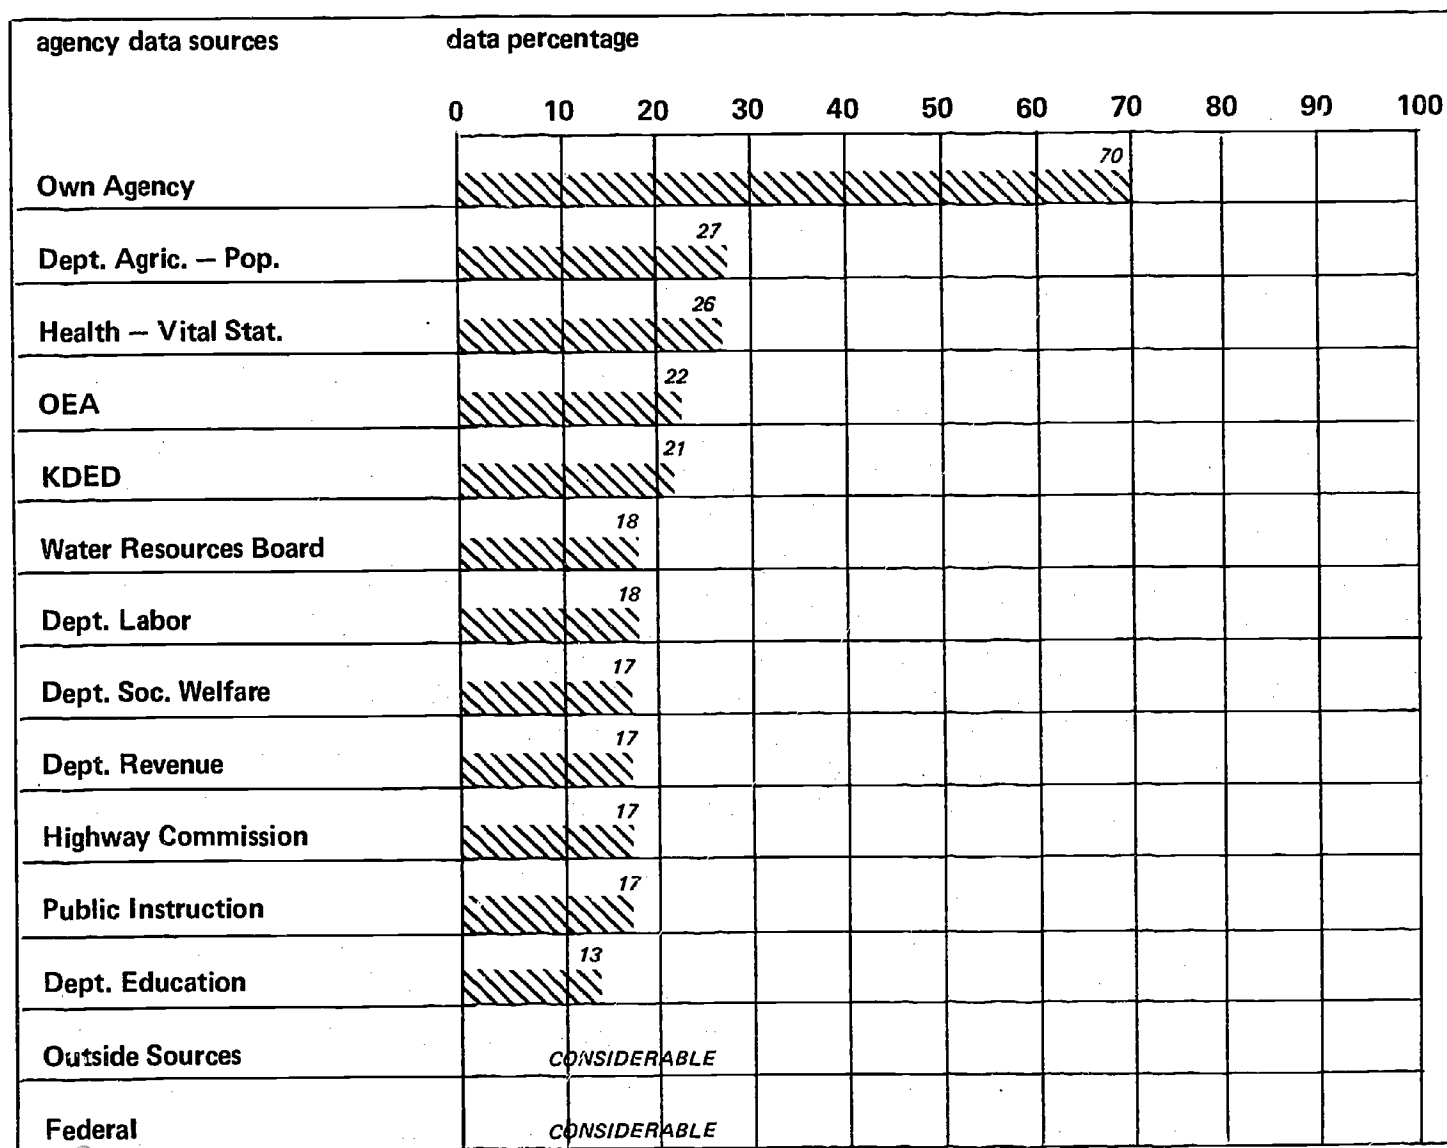 agency data sources data percentage
0 10 20 30 40 50 60 70 80 90 100
Own Agency 70
Dept. Agric. — Pop. 27
Health — Vital Stat. 26
OEA 22
KDED 21
Water Resources Board 18
Dept. Labor 18
Dept. Soc. Welfare 17
Dept. Revenue 17
Highway Commission 17
Public Instruction 17
Dept. Education 13
Outside Sources CONSIDERABLE
Federal CONSIDERABLE